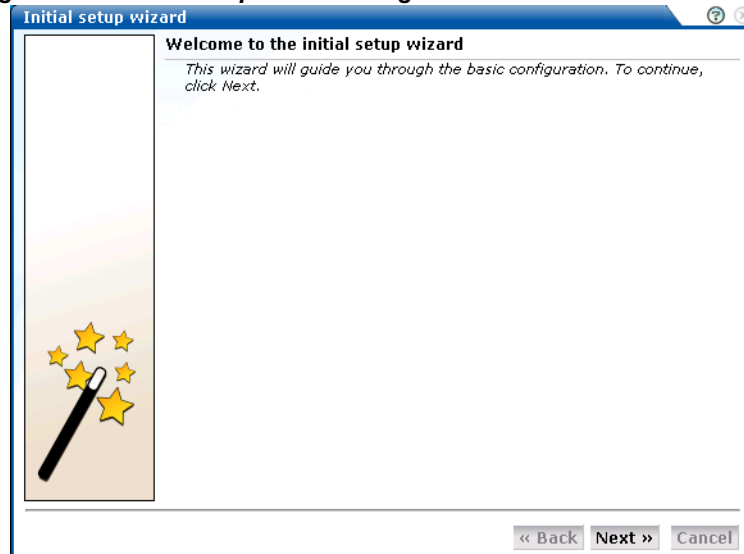 Initial setup wizard
Welcome to the initial setup wizard
This wizard will guide you through the basic configuration. To continue,
click Next.
« Back Next » Cancel